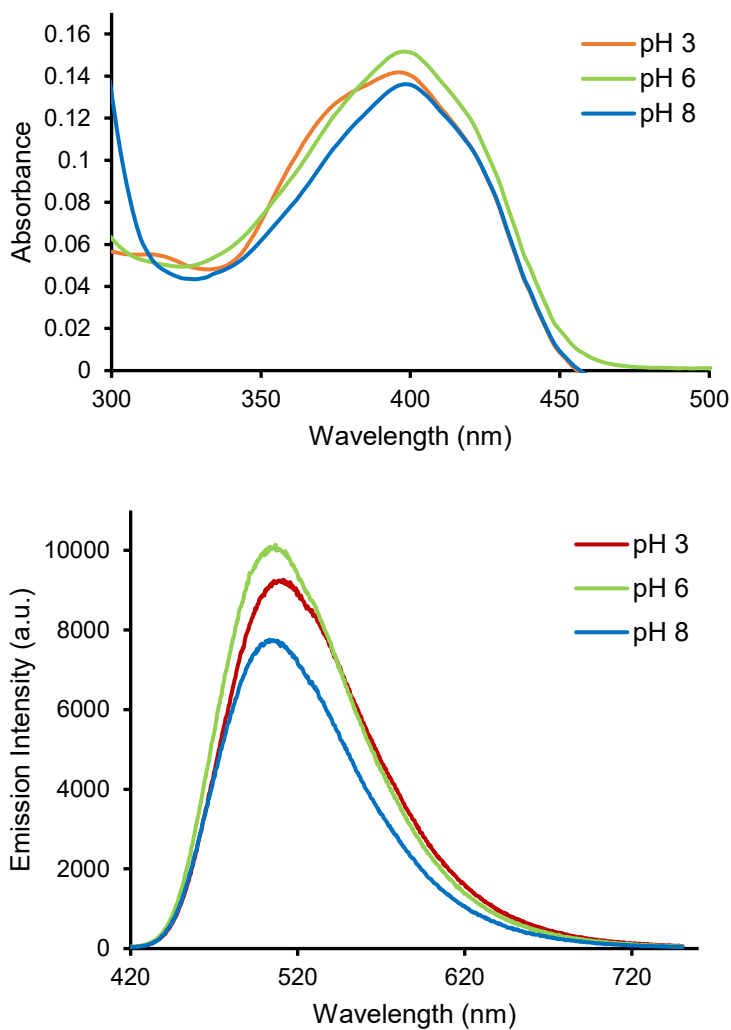 0.16
0.14
0.12
0.1
0.08
0.06
0.04
0.02
0
Absorbance
pH 3
pH 6
pH 8
300 350 400 450 500
Wavelength (nm)
10000
8000
6000
4000
2000
0
Emission Intensity (a.u.)
pH 3
pH 6
pH 8
420 520 620 720
Wavelength (nm)